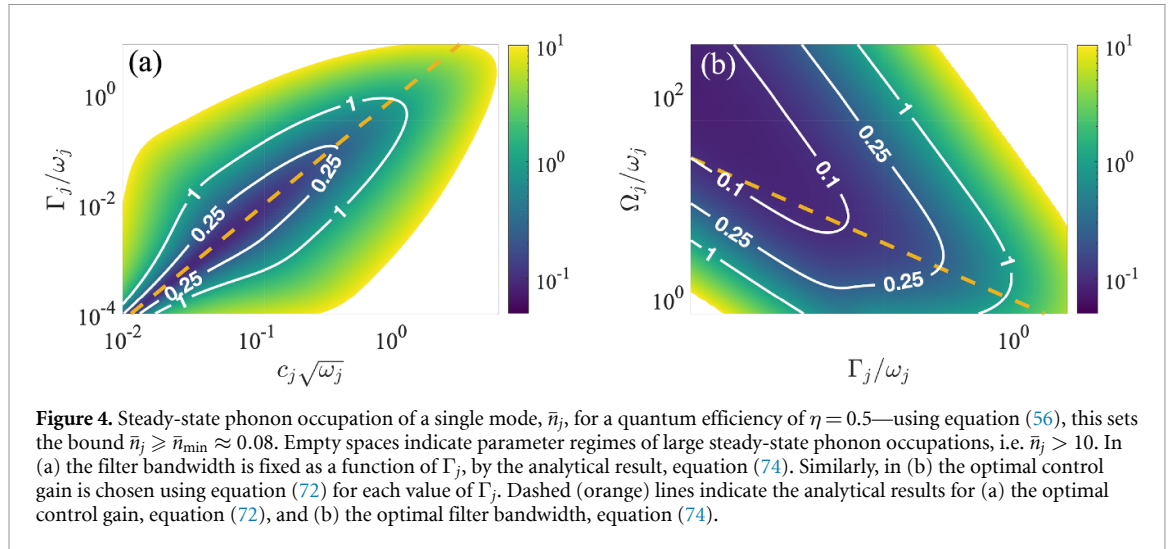 (a)
10^1
10^0
10^-1
10^0
10^-2
10^-4
Γ_j/ω_j
1
0.25
0.25
1
0.25
1
10^-2
10^-1
10^0
c_j√ω_j
(b)
10^1
10^0
10^-1
10^2
10^0
Ω_j/ω_j
1
0.25
0.1
0.1
0.25
0.25
1
1
10^0
Γ_j/ω_j
Figure 4. Steady-state phonon occupation of a single mode, n̄_j, for a quantum efficiency of η = 0.5—using equation (56), this sets
the bound n̄_j ⩾ n̄_min ≈ 0.08. Empty spaces indicate parameter regimes of large steady-state phonon occupations, i.e. n̄_j > 10. In
(a) the filter bandwidth is fixed as a function of Γ_j, by the analytical result, equation (74). Similarly, in (b) the optimal control
gain is chosen using equation (72) for each value of Γ_j. Dashed (orange) lines indicate the analytical results for (a) the optimal
control gain, equation (72), and (b) the optimal filter bandwidth, equation (74).